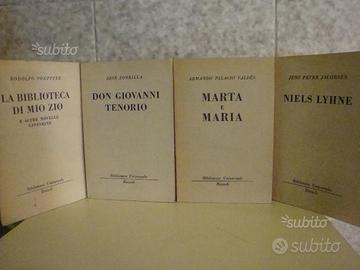 RODOLFO TOEPFFER
LA BIBLIOTECA
DI MIO ZIO
E ALTRE NOVELLE
GINEVRINE
Biblioteca Universale
Rizzoli
JOSÉ ZORRILLA
DON GIOVANNI
TENORIO
Biblioteca Universale
Rizzoli
ARMANDO PALACIO VALDÉS
MARTA
E
MARIA
Biblioteca Universale
Rizzoli
JENS PETER JACOBSEN
NIELS LYHNE
Biblioteca Universale
Rizzoli
subito
subito
subito
subito